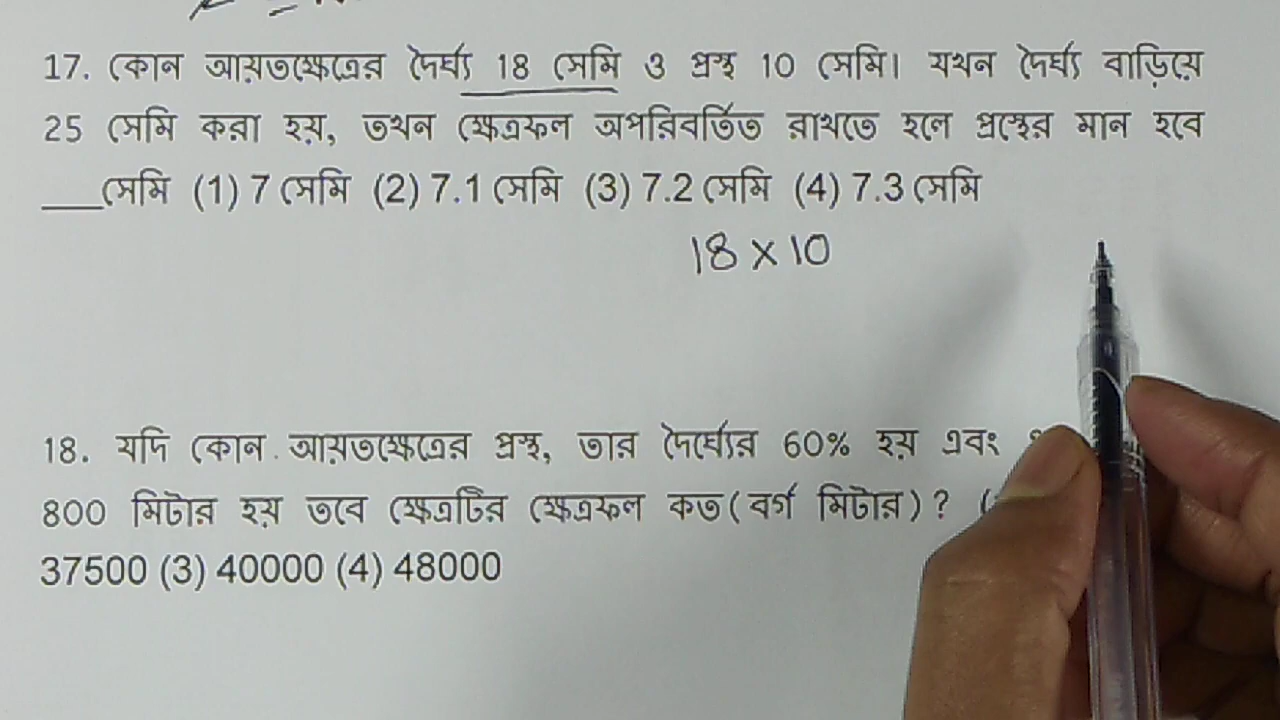 17. কোন আয়তক্ষেত্রের দৈর্ঘ্য 18 সেমি ও প্রস্থ 10 সেমি। যখন দৈর্ঘ্য বাড়িয়ে
25 সেমি করা হয়, তখন ক্ষেত্রফল অপরিবর্তিত রাখতে হলে প্রস্থের মান হবে
___সেমি (1) 7 সেমি (2) 7.1 সেমি (3) 7.2 সেমি (4) 7.3 সেমি
18 × 10
18. যদি কোন আয়তক্ষেত্রের প্রস্থ, তার দৈর্ঘ্যের 60% হয় এবং
800 মিটার হয় তবে ক্ষেত্রটির ক্ষেত্রফল কত(বর্গ মিটার)? (
37500 (3) 40000 (4) 48000